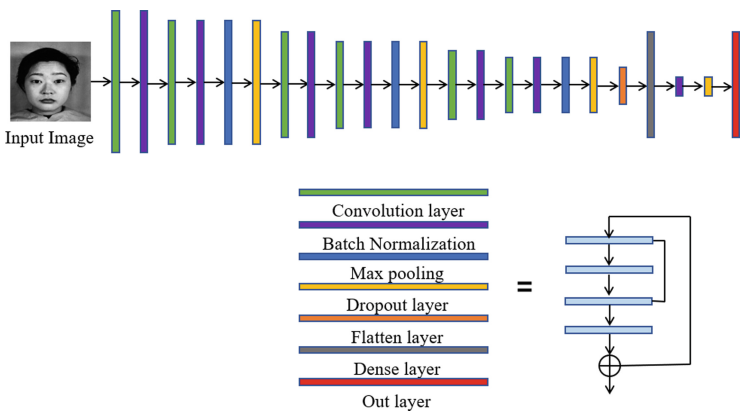 Input Image
Convolution layer
Batch Normalization
Max pooling
Dropout layer
Flatten layer
Dense layer
Out layer
=